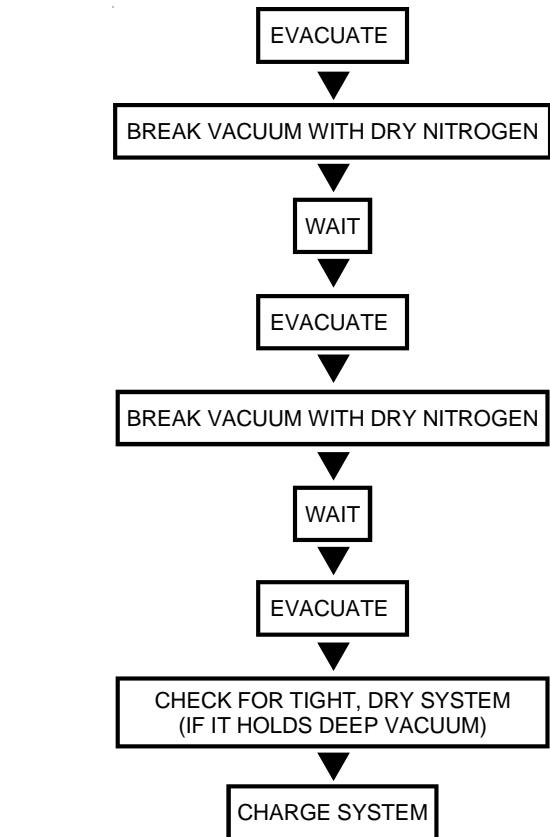 EVACUATE
BREAK VACUUM WITH DRY NITROGEN
WAIT
EVACUATE
BREAK VACUUM WITH DRY NITROGEN
WAIT
EVACUATE
CHECK FOR TIGHT, DRY SYSTEM
(IF IT HOLDS DEEP VACUUM)
CHARGE SYSTEM